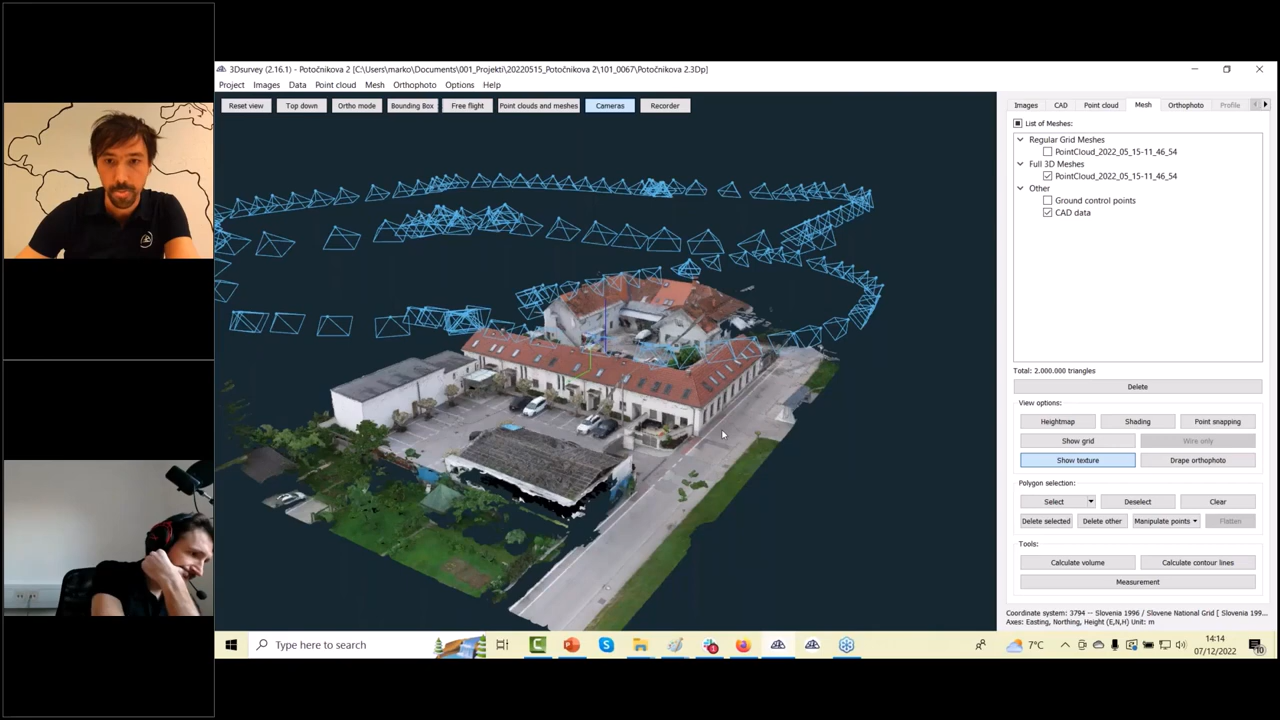 3Dsurvey (2.16.1) - Potočnikova 2 [C:\Users\marko\Documents\001_Projekti\20220515_Potočnikova 2\101_0067\Potočnikova 2.3Dp]
Project Images Data Point cloud Mesh Orthophoto Options Help
Reset view Top down Ortho mode Bounding Box Free flight Point clouds and meshes Cameras Recorder
Images CAD Point cloud Mesh Orthophoto Profile
List of Meshes:
Regular Grid Meshes
PointCloud_2022_05_15-11_46_54
Full 3D Meshes
PointCloud_2022_05_15-11_46_54
Other
Ground control points
CAD data
Total: 2.000.000 triangles
Delete
View options:
Heightmap Shading Point snapping
Show grid Wire only
Show texture Drape orthophoto
Polygon selection:
Select Deselect Clear
Delete selected Delete other Manipulate points Flatten
Tools:
Calculate volume Calculate contour lines
Measurement
Coordinate system: 3794 -- Slovenia 1996 / Slovene National Grid [ Slovenia 199...
Axes: Easting, Northing, Height (E,N,H) Unit: m
Type here to search
7°C
14:14
07/12/2022
10